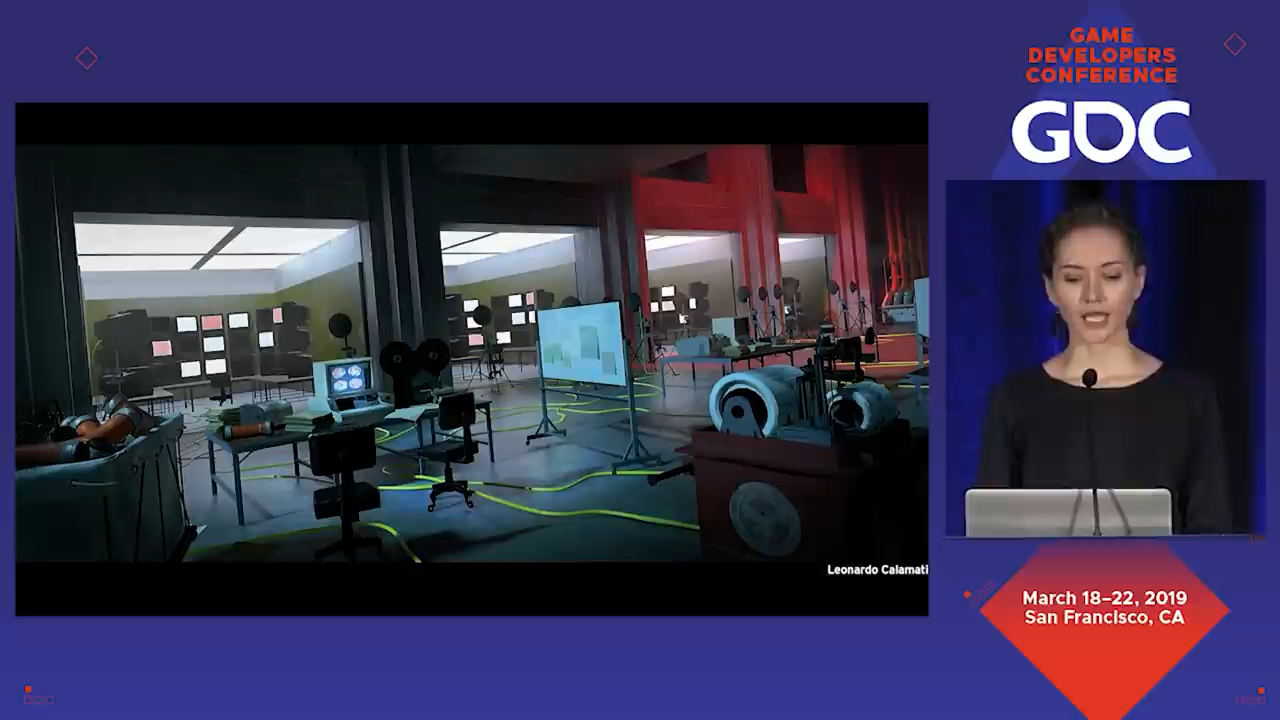 GAME
DEVELOPERS
CONFERENCE
GDC
Leonardo Calamati
March 18–22, 2019
San Francisco, CA